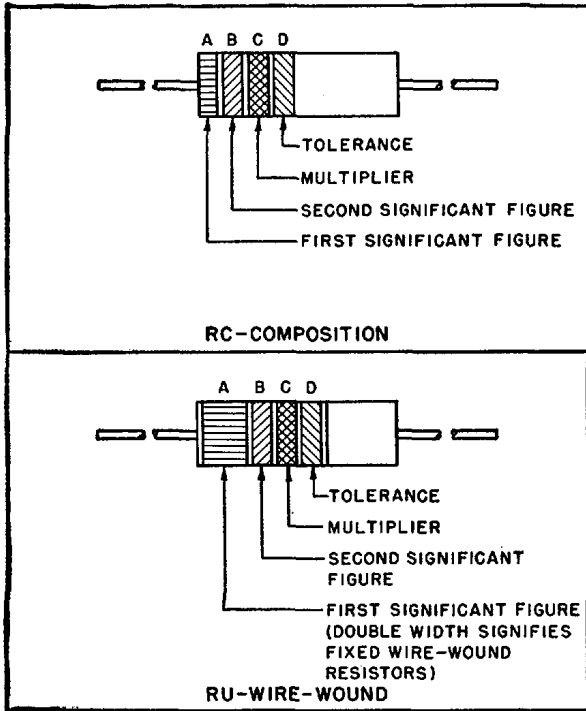 A B C D
TOLERANCE
MULTIPLIER
SECOND SIGNIFICANT FIGURE
FIRST SIGNIFICANT FIGURE
RC-COMPOSITION
A B C D
TOLERANCE
MULTIPLIER
SECOND SIGNIFICANT
FIGURE
FIRST SIGNIFICANT FIGURE
(DOUBLE WIDTH SIGNIFIES
FIXED WIRE-WOUND
RESISTORS)
RU-WIRE-WOUND